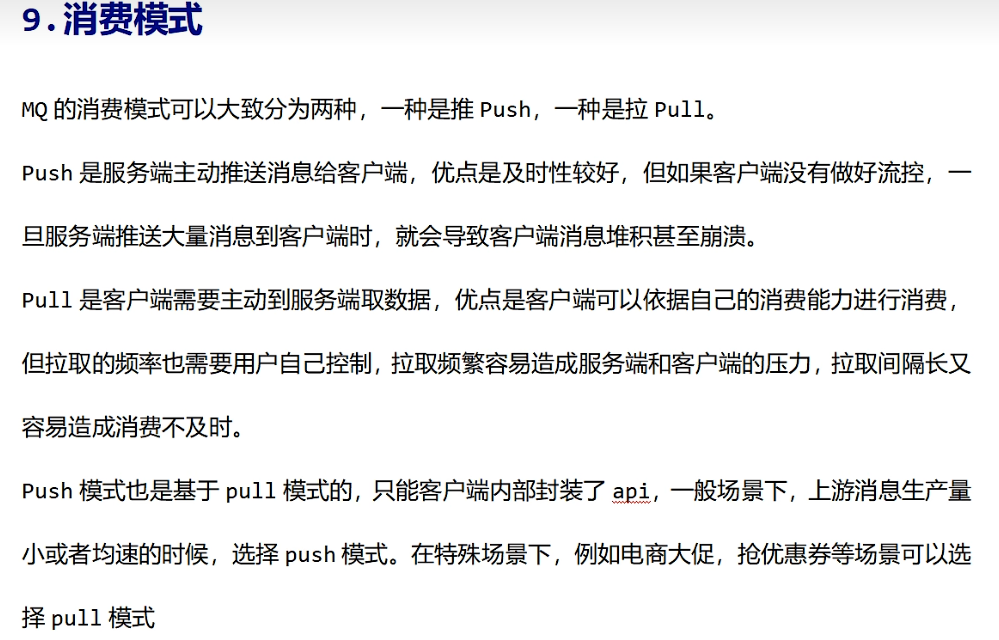 9.消费模式
MQ 的消费模式可以大致分为两种，一种是推 Push，一种是拉 Pull。
Push 是服务端主动推送消息给客户端，优点是及时性较好，但如果客户端没有做好流控，一
旦服务端推送大量消息到客户端时，就会导致客户端消息堆积甚至崩溃。
Pull 是客户端需要主动到服务端取数据，优点是客户端可以依据自己的消费能力进行消费，
但拉取的频率也需要用户自己控制，拉取频繁容易造成服务端和客户端的压力，拉取间隔长又
容易造成消费不及时。
Push 模式也是基于 pull 模式的，只能客户端内部封装了 api，一般场景下，上游消息生产量
小或者均速的时候，选择 push 模式。在特殊场景下，例如电商大促，抢优惠券等场景可以选
择 pull 模式